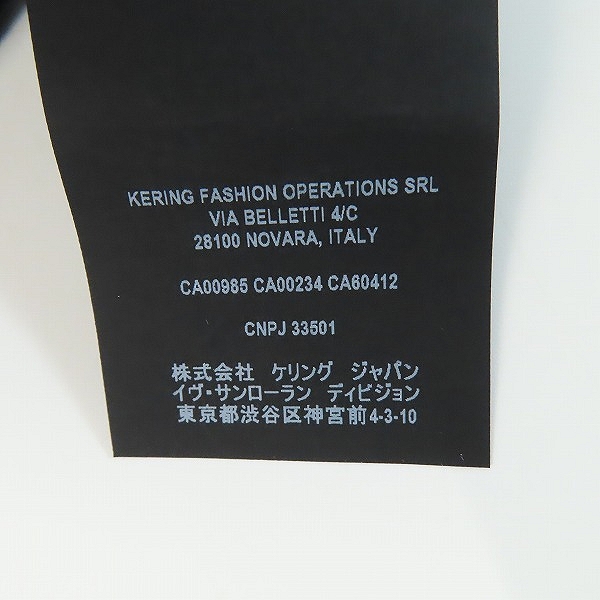 KERING FASHION OPERATIONS SRL
VIA BELLETTI 4/C
28100 NOVARA, ITALY
CA00985 CA00234 CA60412
CNPJ 33501
株式会社 ケリング ジャパン
イヴ・サンローラン ディビジョン
東京都渋谷区神宮前4-3-10